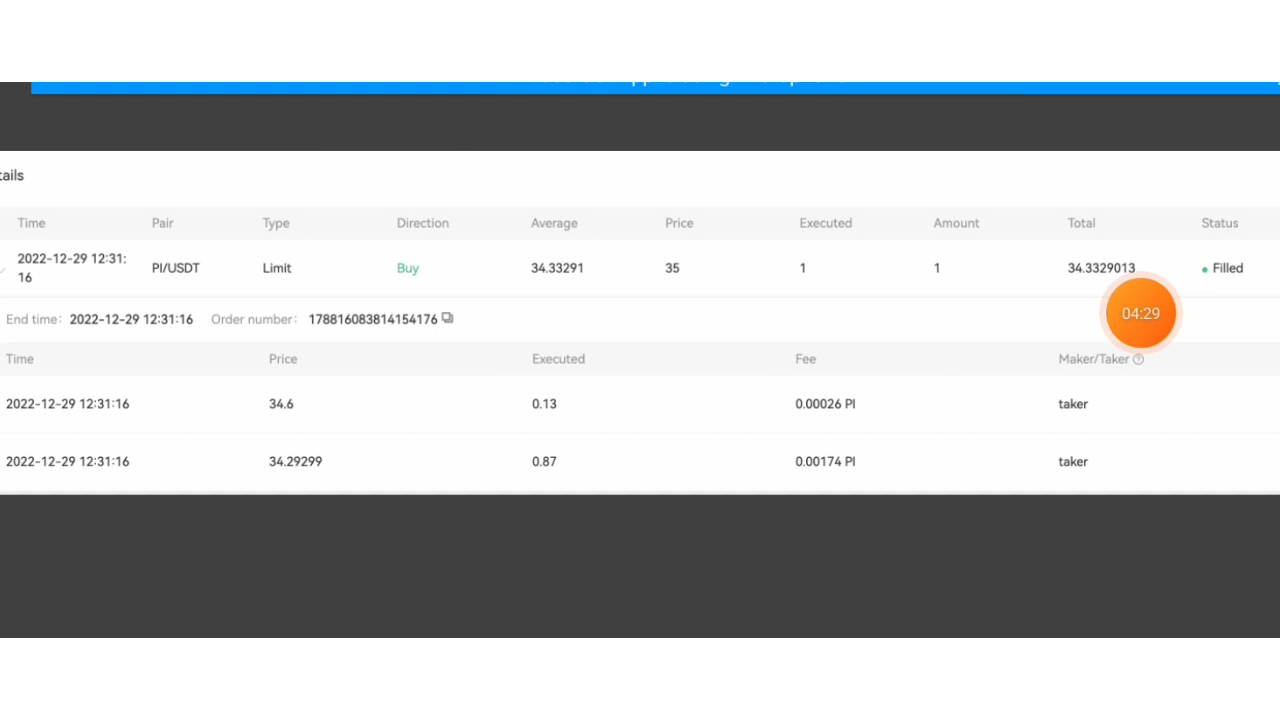 tails
Time Pair Type Direction Average Price Executed Amount Total Status
2022-12-29 12:31:
16 PI/USDT Limit Buy 34.33291 35 1 1 34.3329013 Filled
End time: 2022-12-29 12:31:16 Order number: 178816083814154176
04:29
Time Price Executed Fee Maker/Taker
2022-12-29 12:31:16 34.6 0.13 0.00026 PI taker
2022-12-29 12:31:16 34.29299 0.87 0.00174 PI taker